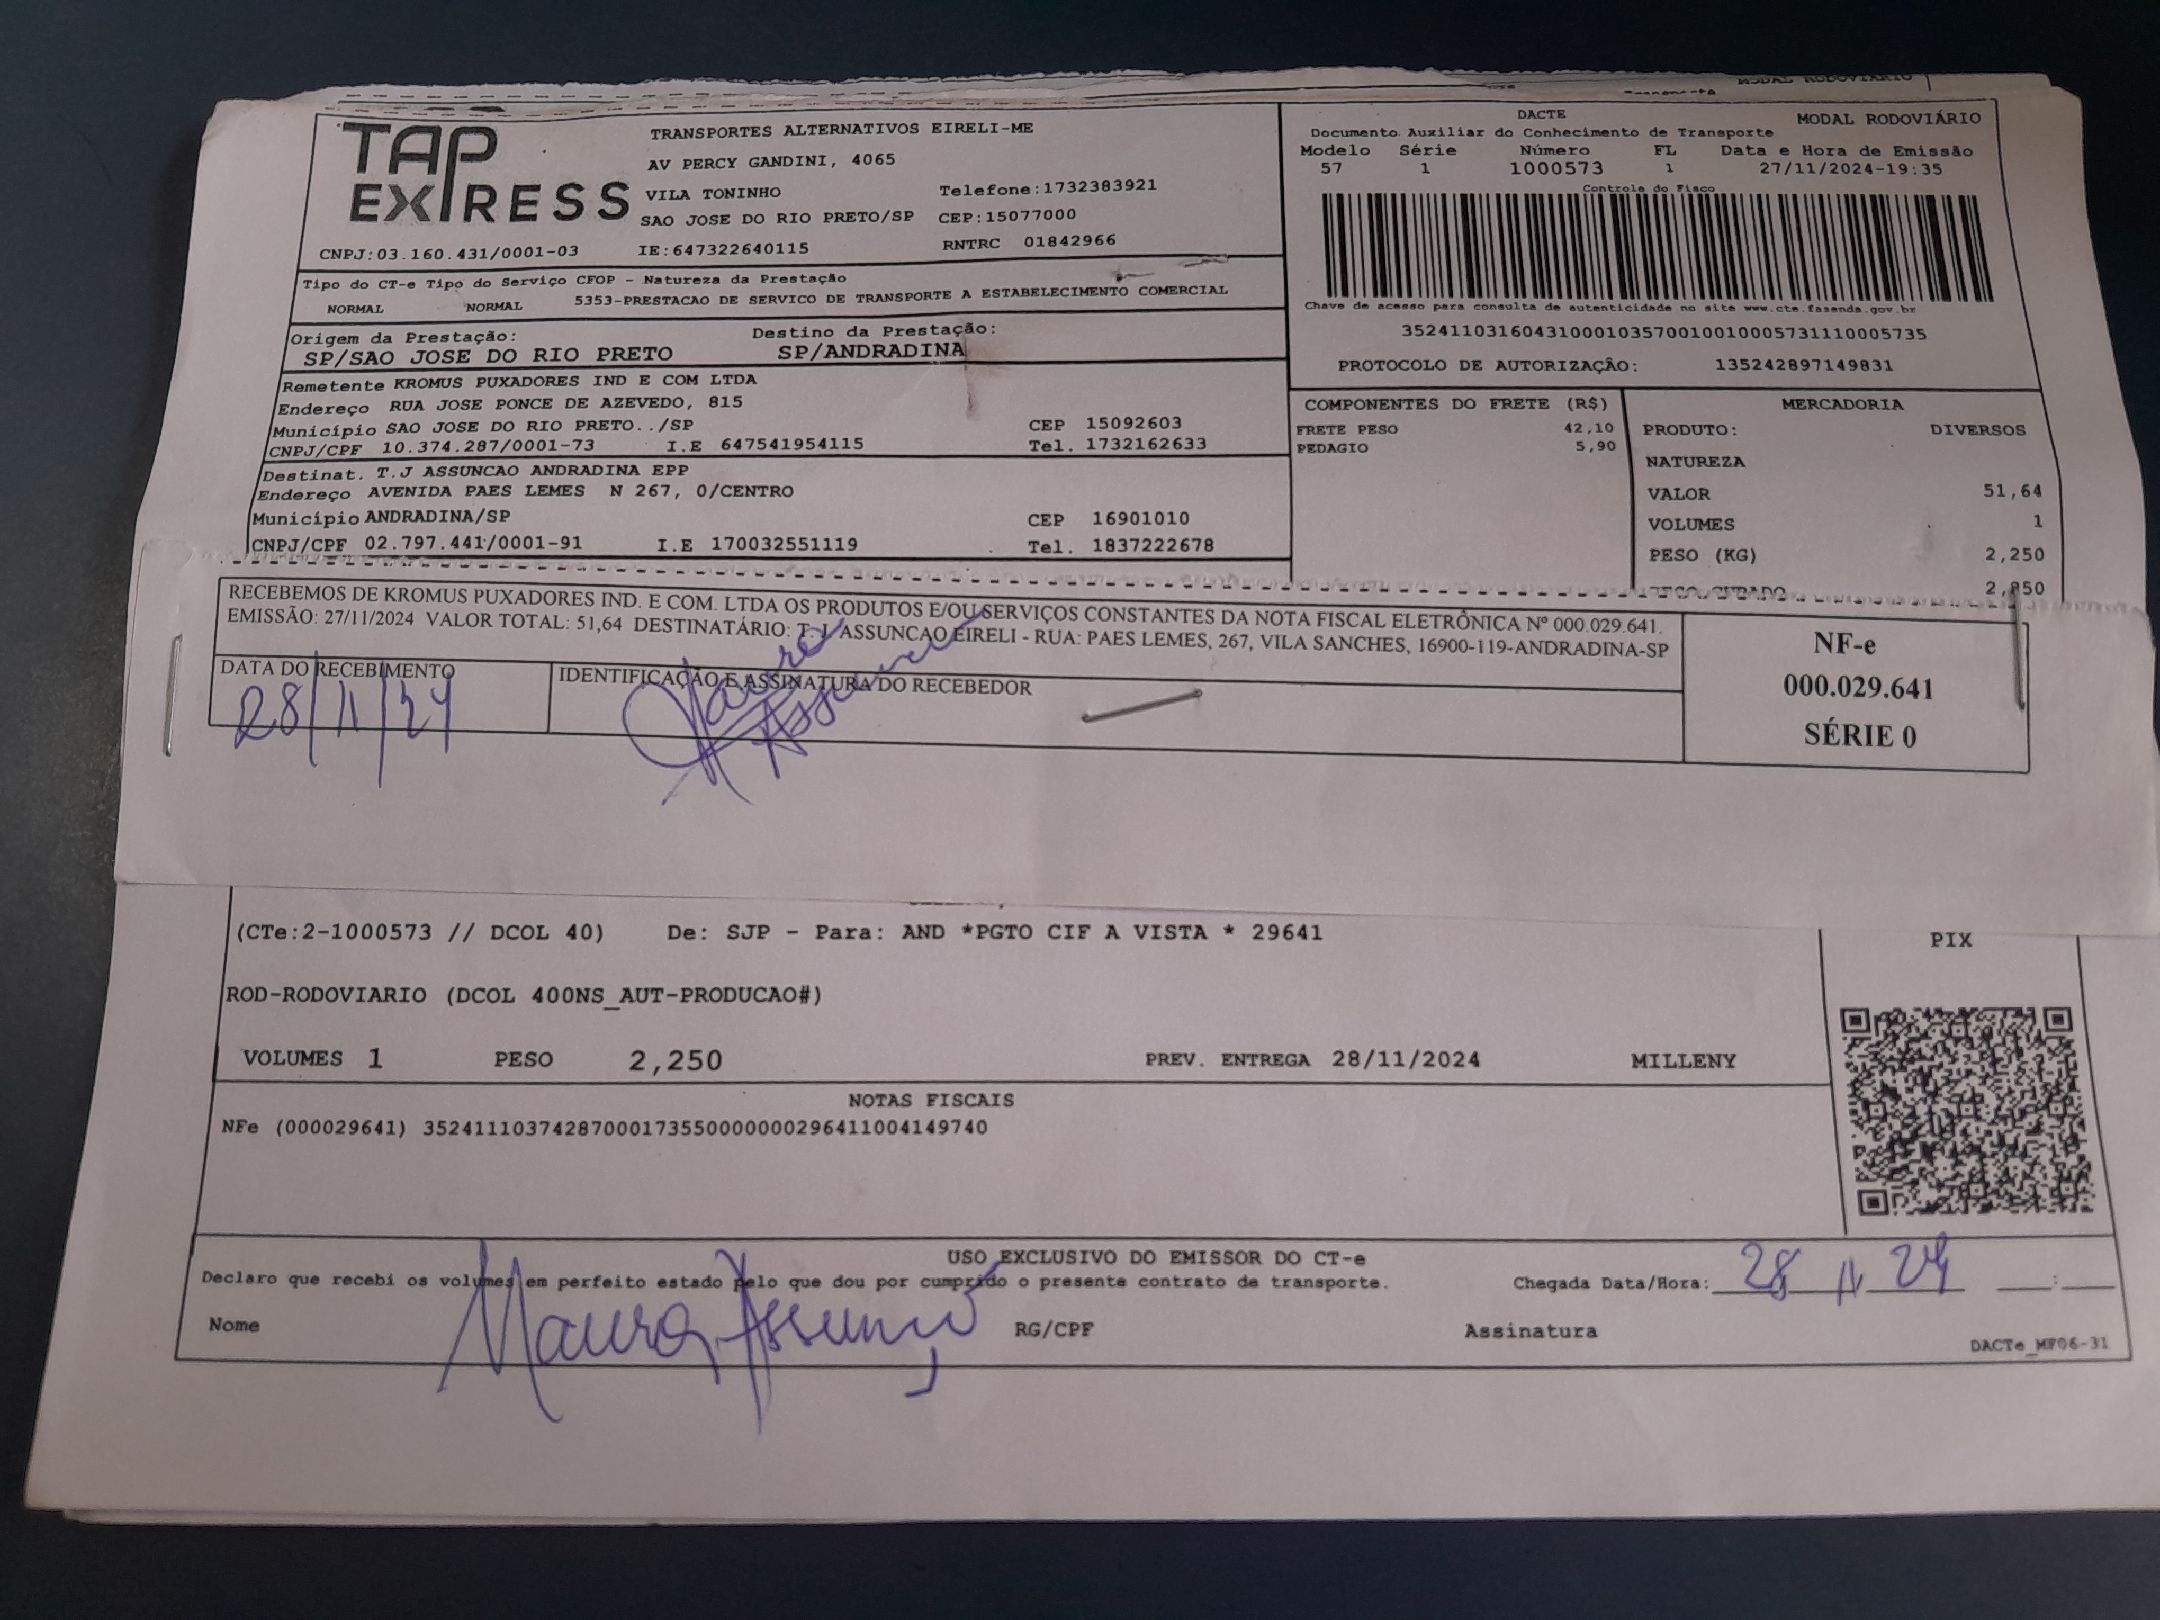 TAP EXPRESS
TRANSPORTES ALTERNATIVOS EIRELI-ME
AV PERCY GANDINI, 4065
VILA TONINHO Telefone:1732383921
SAO JOSE DO RIO PRETO/SP CEP:15077000
CNPJ:03.160.431/0001-03 IE:647322640115 RNTRC 01842966
MODAL RODOVIÁRIO
DACTE MODAL RODOVIÁRIO
Documento Auxiliar do Conhecimento de Transporte
Modelo Série Número FL Data e Hora de Emissão
57 1 1000573 1 27/11/2024-19:35
Controle do Fisco
Chave de acesso para consulta de autenticidade no site www.cte.fazenda.gov.br
35241103160431000103570010010005731110005735
PROTOCOLO DE AUTORIZAÇÃO: 135242897149831
Tipo do CT-e Tipo do Serviço CFOP - Natureza da Prestação
NORMAL NORMAL 5353-PRESTACAO DE SERVICO DE TRANSPORTE A ESTABELECIMENTO COMERCIAL
Origem da Prestação: Destino da Prestação:
SP/SAO JOSE DO RIO PRETO SP/ANDRADINA
Remetente KROMUS PUXADORES IND E COM LTDA
Endereço RUA JOSE PONCE DE AZEVEDO, 815
Município SAO JOSE DO RIO PRETO../SP CEP 15092603
CNPJ/CPF 10.374.287/0001-73 I.E 647541954115 Tel. 1732162633
Destinat. T.J ASSUNCAO ANDRADINA EPP
Endereço AVENIDA PAES LEMES N 267, 0/CENTRO
Município ANDRADINA/SP CEP 16901010
CNPJ/CPF 02.797.441/0001-91 I.E 170032551119 Tel. 1837222678
COMPONENTES DO FRETE (R$)
FRETE PESO 42,10
PEDAGIO 5,90
MERCADORIA
PRODUTO: DIVERSOS
NATUREZA
VALOR 51,64
VOLUMES 1
PESO (KG) 2,250
RECEBEMOS DE KROMUS PUXADORES IND. E COM. LTDA OS PRODUTOS E/OU SERVIÇOS CONSTANTES DA NOTA FISCAL ELETRÔNICA Nº 000.029.641.
EMISSÃO: 27/11/2024 VALOR TOTAL: 51,64 DESTINATÁRIO: T. J. ASSUNCAO EIRELI - RUA: PAES LEMES, 267, VILA SANCHES, 16900-119-ANDRADINA-SP
DATA DO RECEBIMENTO
28/11/24
IDENTIFICAÇÃO E ASSINATURA DO RECEBEDOR
NF-e
000.029.641
SÉRIE 0
(CTe:2-1000573 // DCOL 40) De: SJP - Para: AND *PGTO CIF A VISTA * 29641
PIX
ROD-RODOVIARIO (DCOL 400NS_AUT-PRODUCAO#)
VOLUMES 1 PESO 2,250 PREV. ENTREGA 28/11/2024 MILLENY
NOTAS FISCAIS
NFe (000029641) 35241110374287000173550000000296411004149740
USO EXCLUSIVO DO EMISSOR DO CT-e
Declaro que recebi os volumes em perfeito estado pelo que dou por cumprido o presente contrato de transporte. Chegada Data/Hora: 28 11 24 :
Nome RG/CPF Assinatura
DACTe_MF06-31